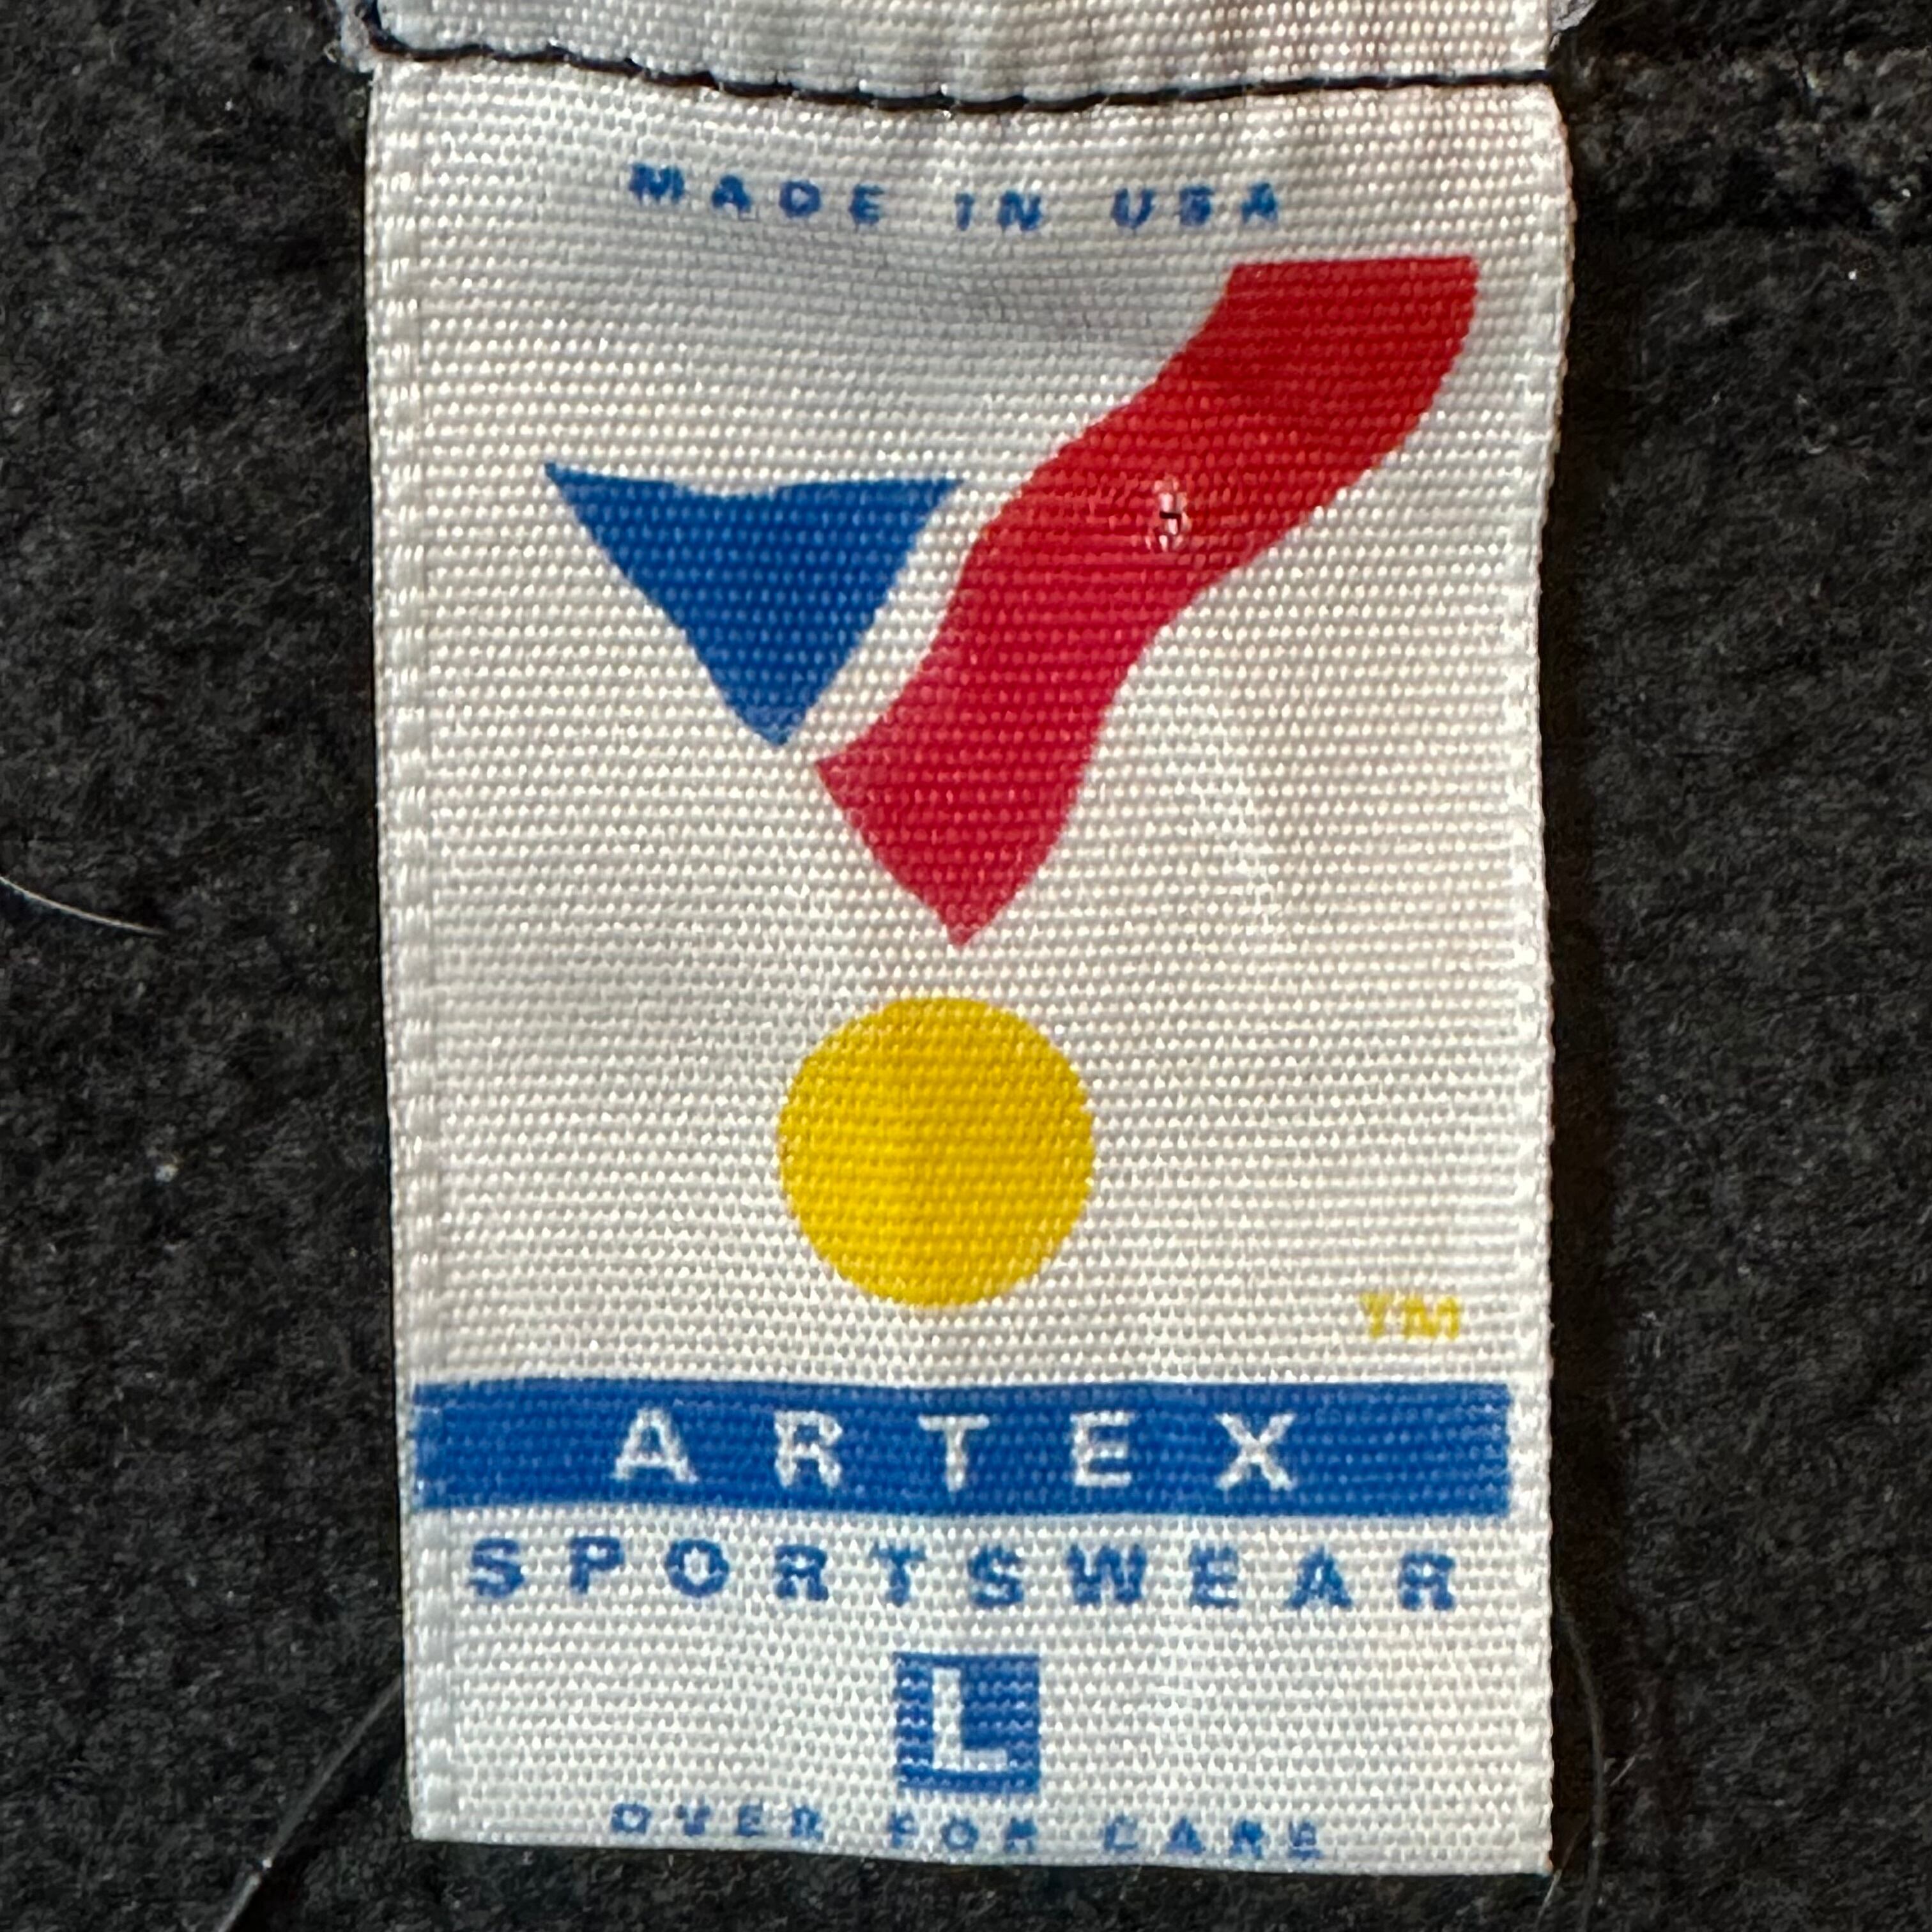 MADE IN USA
TM
ARTEX
SPORTSWEAR
L
OVER FOR CARE